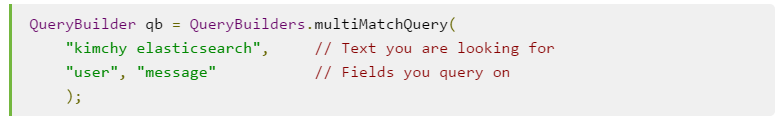 QueryBuilder qb = QueryBuilders.multiMatchQuery(
    "kimchy elasticsearch",     // Text you are looking for
    "user", "message"           // Fields you query on
    );